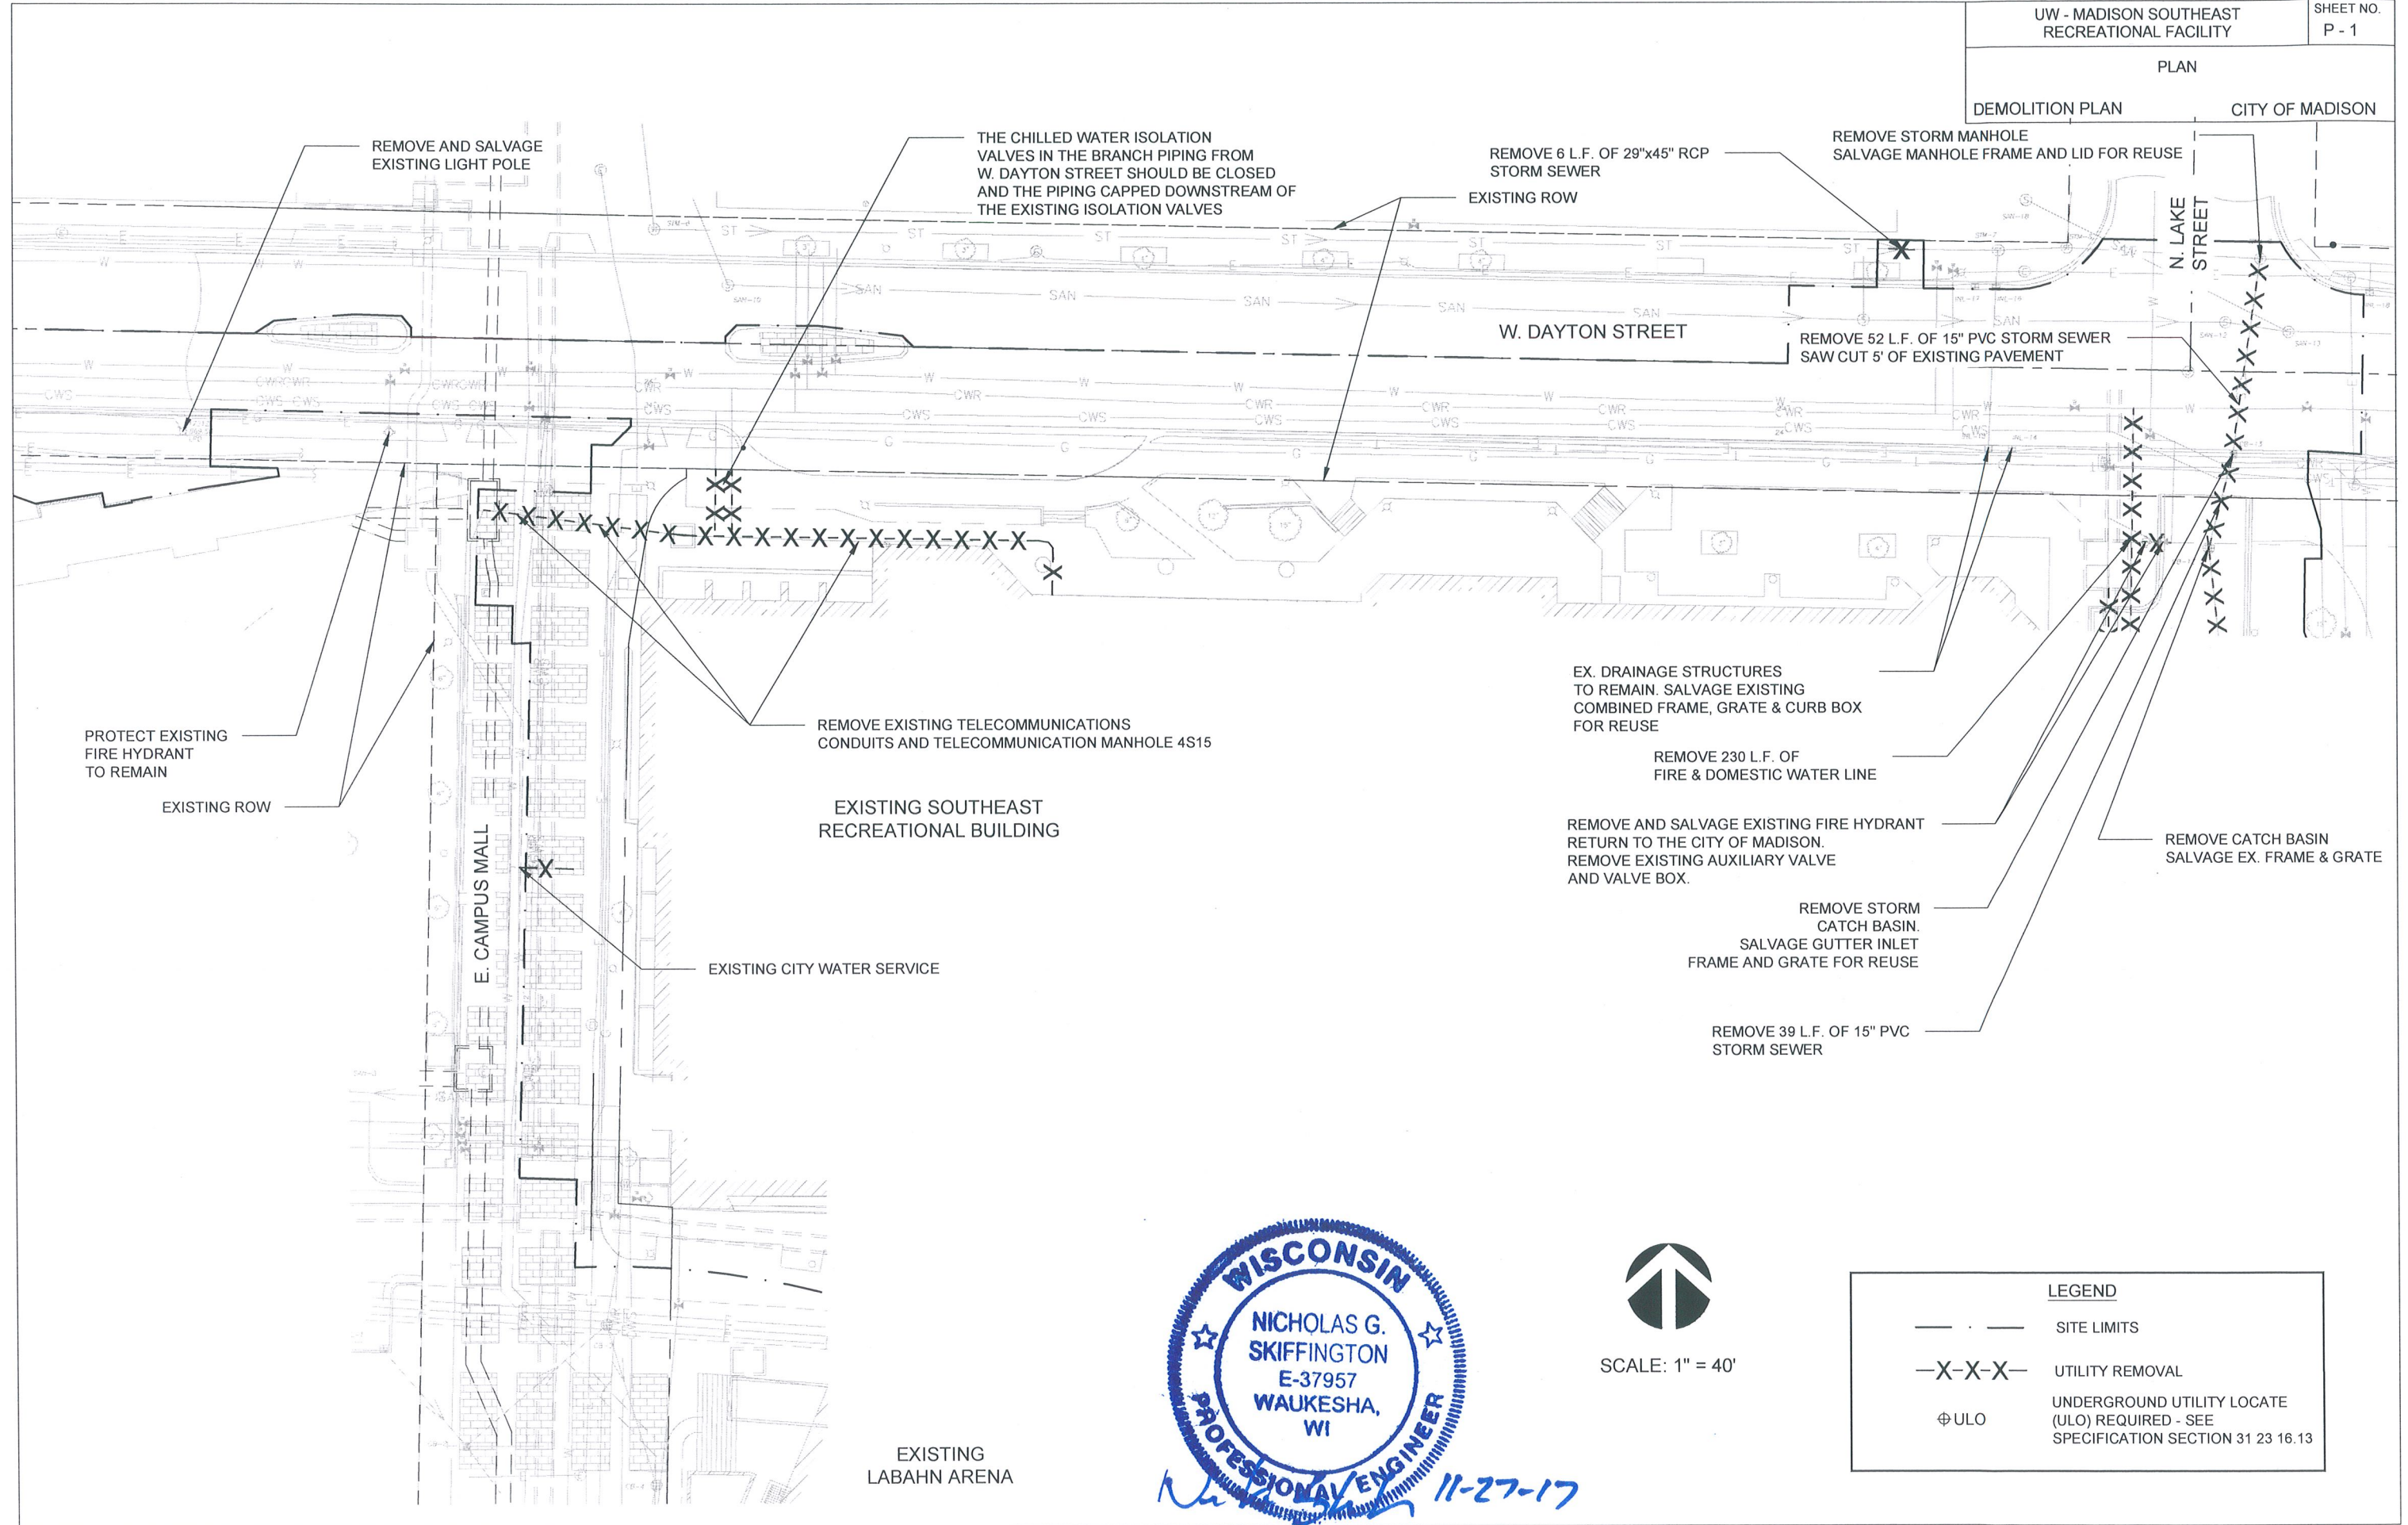 UW - MADISON SOUTHEAST
RECREATIONAL FACILITY
SHEET NO.
P - 1
PLAN
DEMOLITION PLAN
CITY OF MADISON
REMOVE AND SALVAGE
EXISTING LIGHT POLE
THE CHILLED WATER ISOLATION
VALVES IN THE BRANCH PIPING FROM
W. DAYTON STREET SHOULD BE CLOSED
AND THE PIPING CAPPED DOWNSTREAM OF
THE EXISTING ISOLATION VALVES
REMOVE 6 L.F. OF 29"x45" RCP
STORM SEWER
EXISTING ROW
REMOVE STORM MANHOLE
SALVAGE MANHOLE FRAME AND LID FOR REUSE
N. LAKE
STREET
W. DAYTON STREET
REMOVE 52 L.F. OF 15" PVC STORM SEWER
SAW CUT 5' OF EXISTING PAVEMENT
PROTECT EXISTING
FIRE HYDRANT
TO REMAIN
EXISTING ROW
REMOVE EXISTING TELECOMMUNICATIONS
CONDUITS AND TELECOMMUNICATION MANHOLE 4S15
EXISTING SOUTHEAST
RECREATIONAL BUILDING
E. CAMPUS MALL
EXISTING CITY WATER SERVICE
EX. DRAINAGE STRUCTURES
TO REMAIN. SALVAGE EXISTING
COMBINED FRAME, GRATE & CURB BOX
FOR REUSE
REMOVE 230 L.F. OF
FIRE & DOMESTIC WATER LINE
REMOVE AND SALVAGE EXISTING FIRE HYDRANT
RETURN TO THE CITY OF MADISON.
REMOVE EXISTING AUXILIARY VALVE
AND VALVE BOX.
REMOVE CATCH BASIN
SALVAGE EX. FRAME & GRATE
REMOVE STORM
CATCH BASIN.
SALVAGE GUTTER INLET
FRAME AND GRATE FOR REUSE
REMOVE 39 L.F. OF 15" PVC
STORM SEWER
EXISTING
LABAHN ARENA
WISCONSIN
NICHOLAS G.
SKIFFINGTON
E-37957
WAUKESHA,
WI
PROFESSIONAL ENGINEER
11-27-17
SCALE: 1" = 40'
LEGEND
SITE LIMITS
—X-X-X— UTILITY REMOVAL
ULO
UNDERGROUND UTILITY LOCATE
(ULO) REQUIRED - SEE
SPECIFICATION SECTION 31 23 16.13